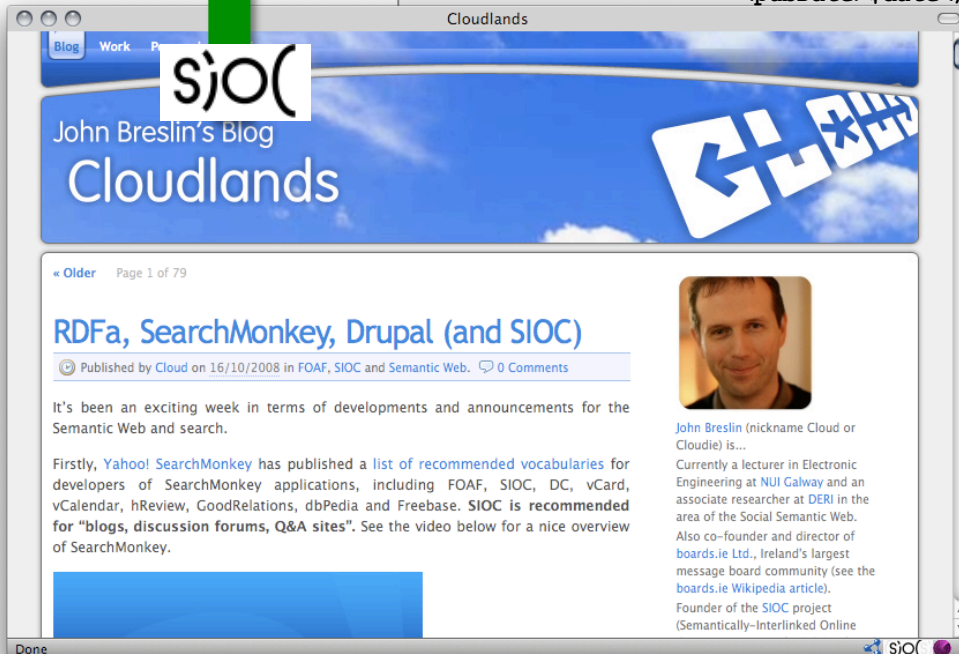 Cloudlands
Blog Work
sioc
John Breslin's Blog
Cloudlands
« Older Page 1 of 79
RDFa, SearchMonkey, Drupal (and SIOC)
Published by Cloud on 16/10/2008 in FOAF, SIOC and Semantic Web. 0 Comments
It's been an exciting week in terms of developments and announcements for the
Semantic Web and search.
Firstly, Yahoo! SearchMonkey has published a list of recommended vocabularies for
developers of SearchMonkey applications, including FOAF, SIOC, DC, vCard,
vCalendar, hReview, GoodRelations, dbPedia and Freebase. SIOC is recommended
for “blogs, discussion forums, Q&A sites”. See the video below for a nice overview
of SearchMonkey.
John Breslin (nickname Cloud or
Cloudie) is...
Currently a lecturer in Electronic
Engineering at NUI Galway and an
associate researcher at DERI in the
area of the Social Semantic Web.
Also co-founder and director of
boards.ie Ltd., Ireland's largest
message board community (see the
boards.ie Wikipedia article).
Founder of the SIOC project
(Semantically-Interlinked Online
Done
sioc